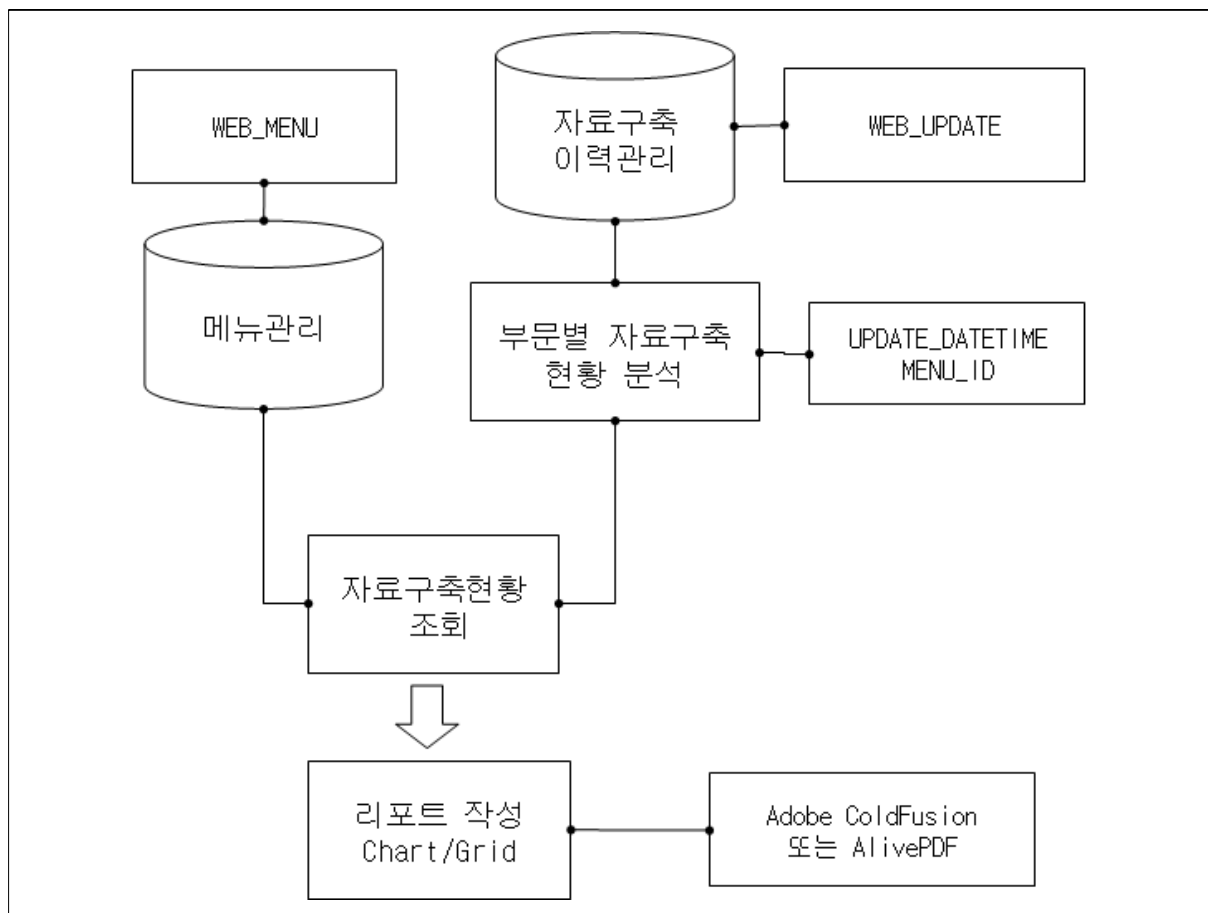 WEB_MENU
자료구축
이력관리
WEB_UPDATE
메뉴관리
부문별 자료구축
현황 분석
UPDATE_DATETIME
MENU_ID
자료구축현황
조회
리포트 작성
Chart/Grid
Adobe ColdFusion
또는 AlivePDF